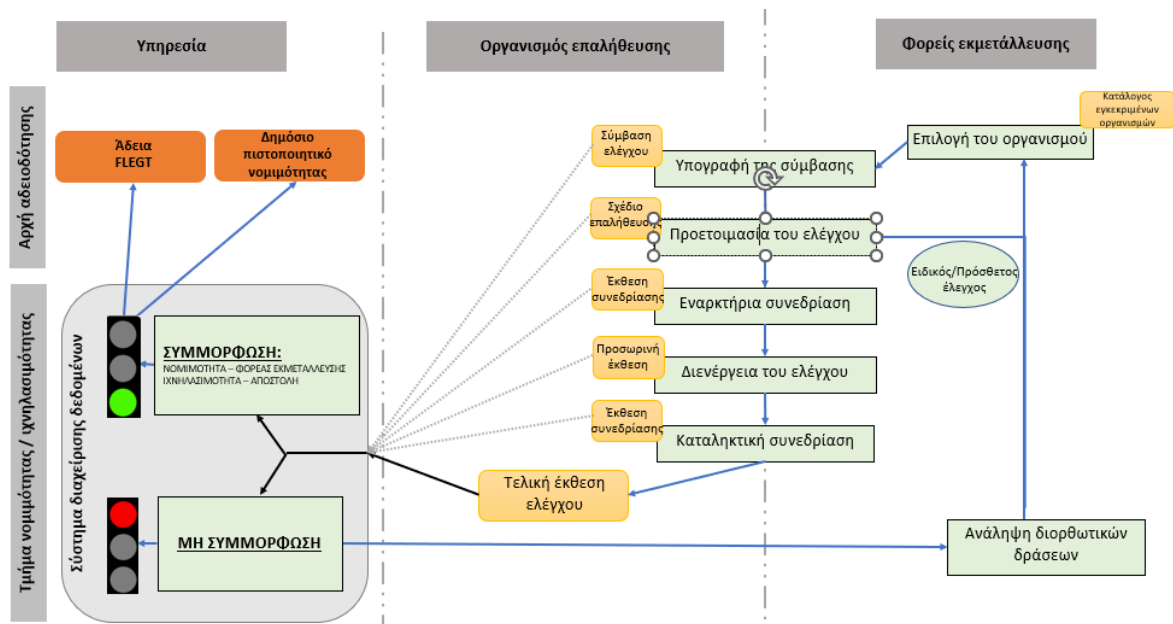 Υπηρεσία
Οργανισμός επαλήθευσης
Φορείς εκμετάλλευσης
Αρχή αδειοδότησης
Άδεια
FLEGT
Δημόσιο
πιστοποιητικό
νομιμότητας
Σύμβαση
ελέγχου
Υπογραφή της σύμβασης
Επιλογή του οργανισμού
Κατάλογος
εγκεκριμένων
οργανισμών
Σχέδιο
επαλήθευσης
Προετοιμασία του ελέγχου
Ειδικός/Πρόσθετος
έλεγχος
Τμήμα νομιμότητας / ιχνηλασιμότητας
Σύστημα διαχείρισης δεδομένων
Έκθεση
συνεδρίασης
Εναρκτήρια συνεδρίαση
ΣΥΜΜΟΡΦΩΣΗ:
ΝΟΜΙΜΟΤΗΤΑ – ΦΟΡΕΑΣ ΕΚΜΕΤΑΛΛΕΥΣΗΣ
ΙΧΝΗΛΑΣΙΜΟΤΗΤΑ – ΑΠΟΣΤΟΛΗ
Προσωρινή
έκθεση
Διενέργεια του ελέγχου
Έκθεση
συνεδρίασης
Καταληκτική συνεδρίαση
Τελική έκθεση
ελέγχου
ΜΗ ΣΥΜΜΟΡΦΩΣΗ
Ανάληψη διορθωτικών
δράσεων